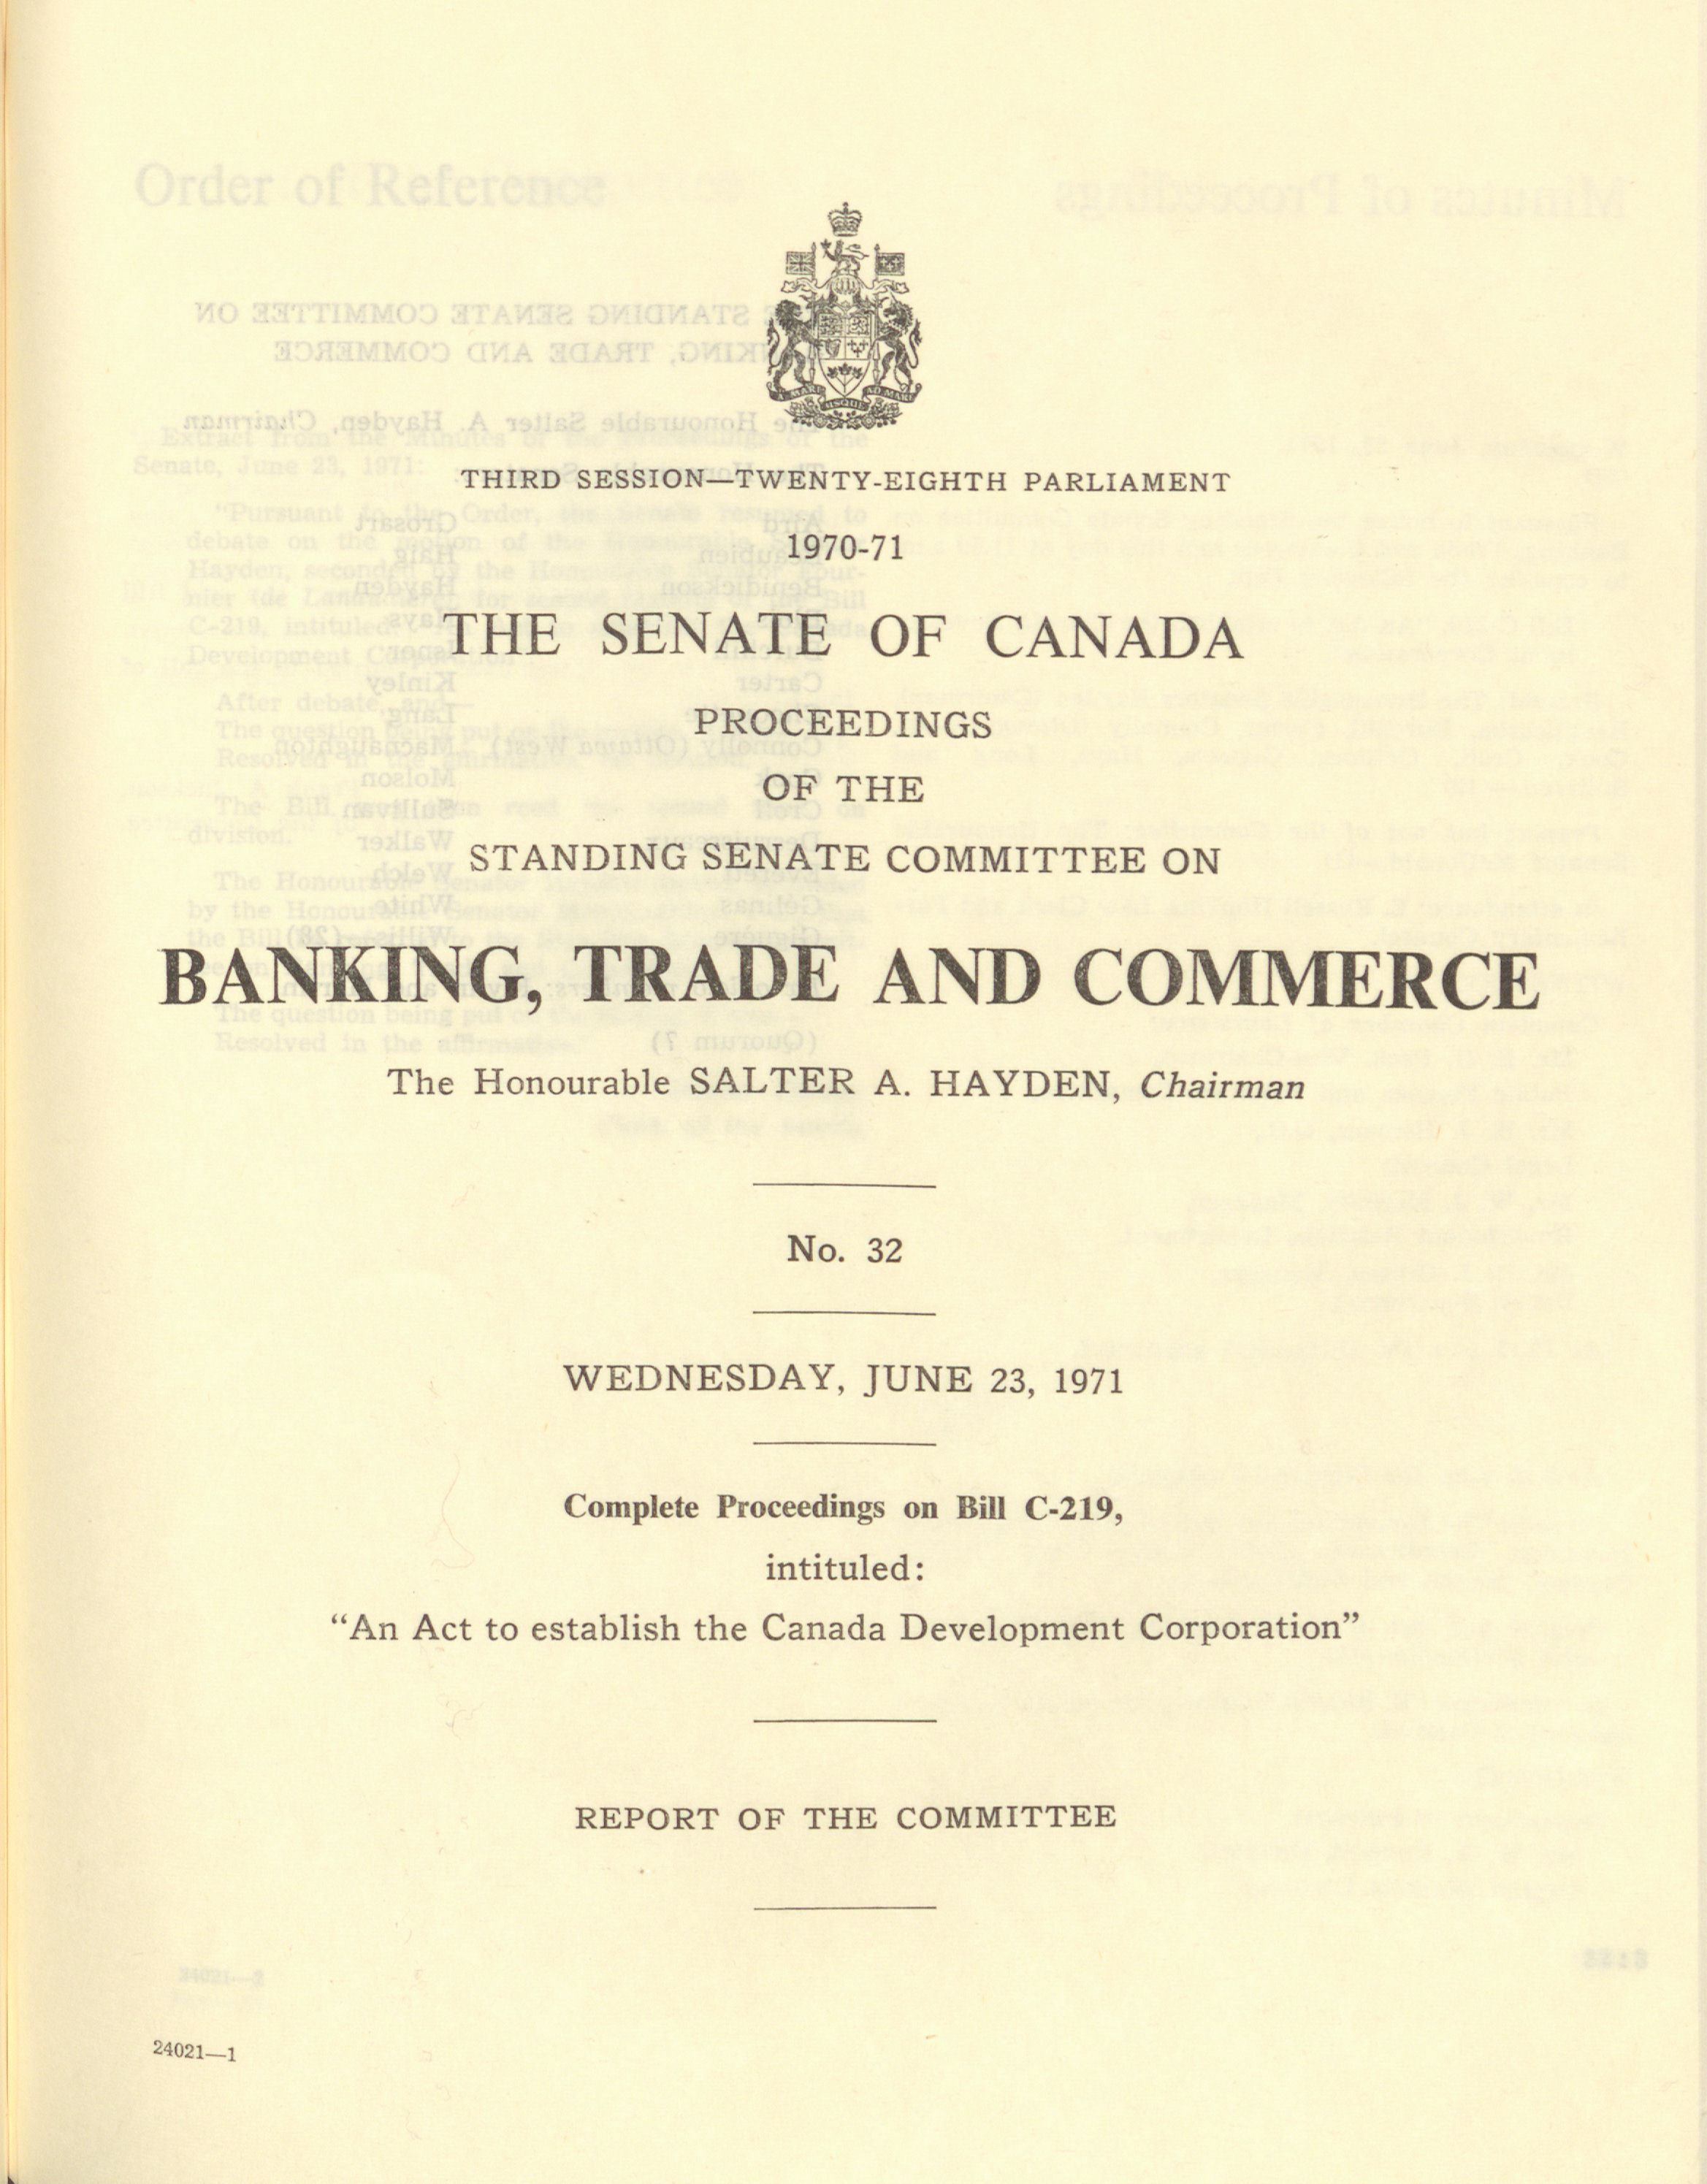 THIRD SESSION—TWENTY-EIGHTH PARLIAMENT
1970-71
THE SENATE OF CANADA
PROCEEDINGS
OF THE
STANDING SENATE COMMITTEE ON
BANKING, TRADE AND COMMERCE
The Honourable SALTER A. HAYDEN, Chairman
No. 32
WEDNESDAY, JUNE 23, 1971
Complete Proceedings on Bill C-219,
intituled:
“An Act to establish the Canada Development Corporation”
REPORT OF THE COMMITTEE
24021—1